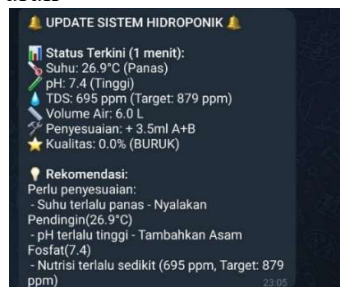 🔔 UPDATE SISTEM HIDROPONIK 🔔
📊 Status Terkini (1 menit):
🌡️ Suhu: 26.9°C (Panas)
🧪 pH: 7.4 (Tinggi)
💧 TDS: 695 ppm (Target: 879 ppm)
📏 Volume Air: 6.0 L
🛠️ Penyesuaian: + 3.5ml A+B
⭐ Kualitas: 0.0% (BURUK)
💡 Rekomendasi:
Perlu penyesuaian:
- Suhu terlalu panas - Nyalakan
Pendingin(26.9°C)
- pH terlalu tinggi - Tambahkan Asam
Fosfat(7.4)
- Nutrisi terlalu sedikit (695 ppm, Target: 879
ppm)
23:05